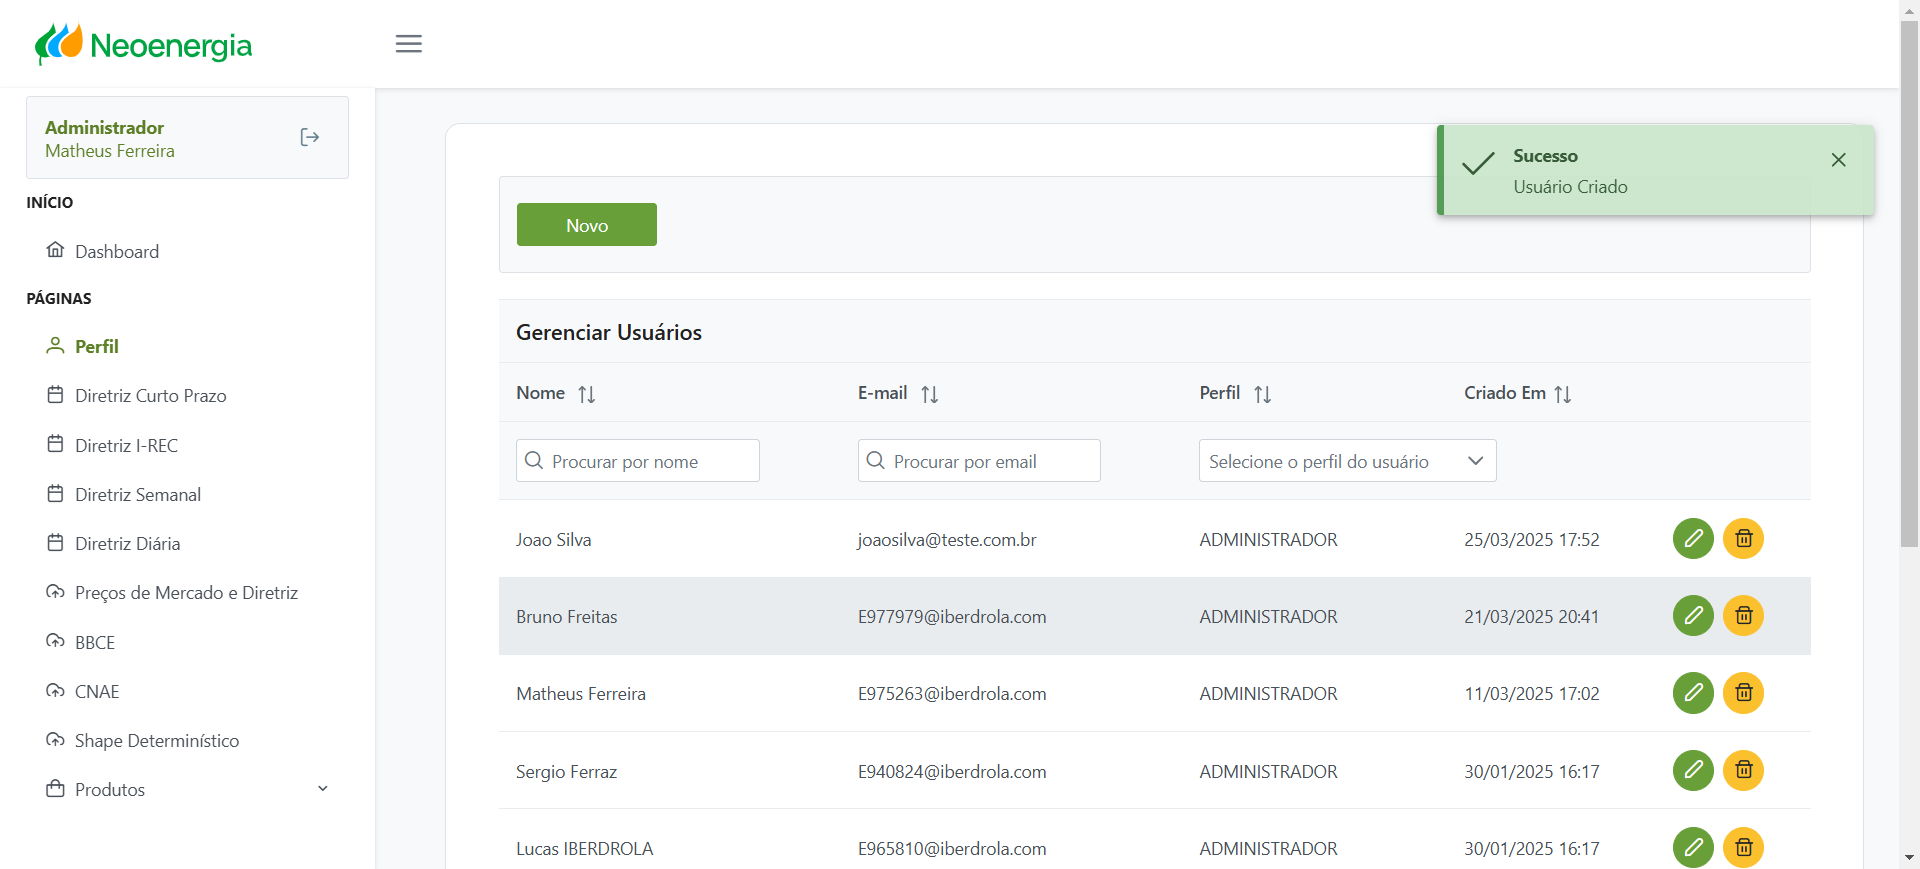 Neoenergia
Administrador
Matheus Ferreira
INÍCIO
Dashboard
PÁGINAS
Perfil
Diretriz Curto Prazo
Diretriz I-REC
Diretriz Semanal
Diretriz Diária
Preços de Mercado e Diretriz
BBCE
CNAE
Shape Determinístico
Produtos
Sucesso
Usuário Criado
Novo
Gerenciar Usuários
Nome E-mail Perfil Criado Em
Procurar por nome Procurar por email Selecione o perfil do usuário
Joao Silva joaosilva@teste.com.br ADMINISTRADOR 25/03/2025 17:52
Bruno Freitas E977979@iberdrola.com ADMINISTRADOR 21/03/2025 20:41
Matheus Ferreira E975263@iberdrola.com ADMINISTRADOR 11/03/2025 17:02
Sergio Ferraz E940824@iberdrola.com ADMINISTRADOR 30/01/2025 16:17
Lucas IBERDROLA E965810@iberdrola.com ADMINISTRADOR 30/01/2025 16:17